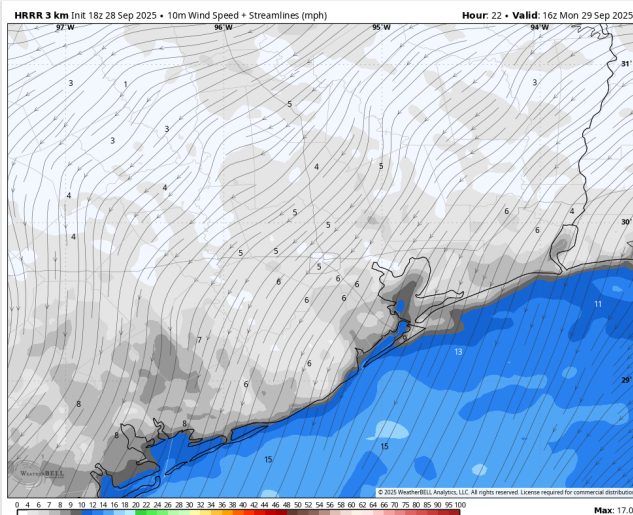 HRRR 3 km Init 18z 28 Sep 2025 • 10m Wind Speed + Streamlines (mph) Hour: 22 • Valid: 16z Mon 29 Sep 2025
97°W 96°W 95°W 94°W
31°
3 1 3
5
3 3
4 5
4 4
5 6 4
4 5 6
5 5
5
6 6 6
6 6
11
7 9
13
6
29°
6
8
8 8
15
15
30°
WeatherBELL
© 2025 WeatherBELL Analytics, LLC. All rights reserved. License required for commercial distributio
0 4 6 8 10 12 14 16 18 20 22 24 26 28 30 32 34 36 38 40 42 44 46 48 50 52 54 56 58 60 62 64 66 68 70 75 80 85 90 95 100
Max: 17.0